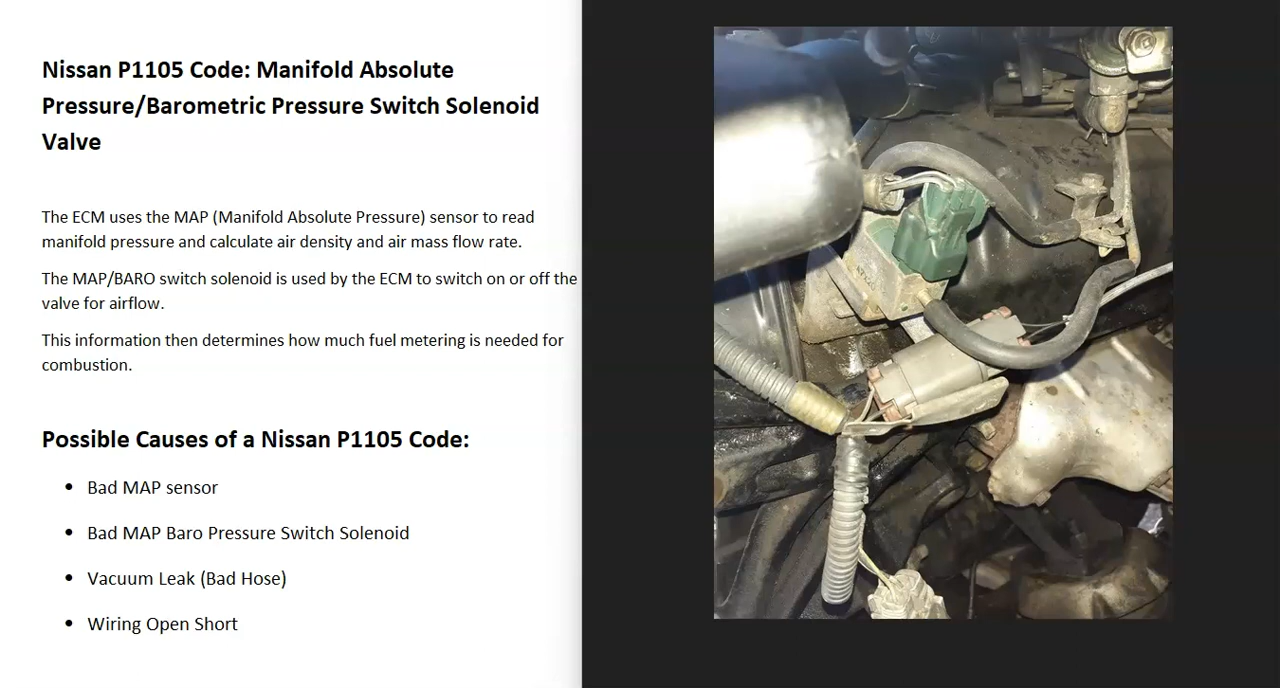 Nissan P1105 Code: Manifold Absolute
Pressure/Barometric Pressure Switch Solenoid
Valve
The ECM uses the MAP (Manifold Absolute Pressure) sensor to read
manifold pressure and calculate air density and air mass flow rate.
The MAP/BARO switch solenoid is used by the ECM to switch on or off the
valve for airflow.
This information then determines how much fuel metering is needed for
combustion.
Possible Causes of a Nissan P1105 Code:
• Bad MAP sensor
• Bad MAP Baro Pressure Switch Solenoid
• Vacuum Leak (Bad Hose)
• Wiring Open Short